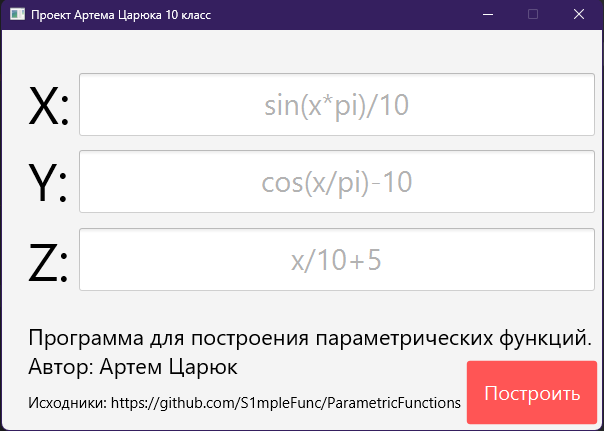 Проект Артема Царюка 10 класс
X: sin(x*pi)/10
Y: cos(x/pi)-10
Z: x/10+5
Программа для построения параметрических функций.
Автор: Артем Царюк
Исходники: https://github.com/S1mpleFunc/ParametricFunctions
Построить